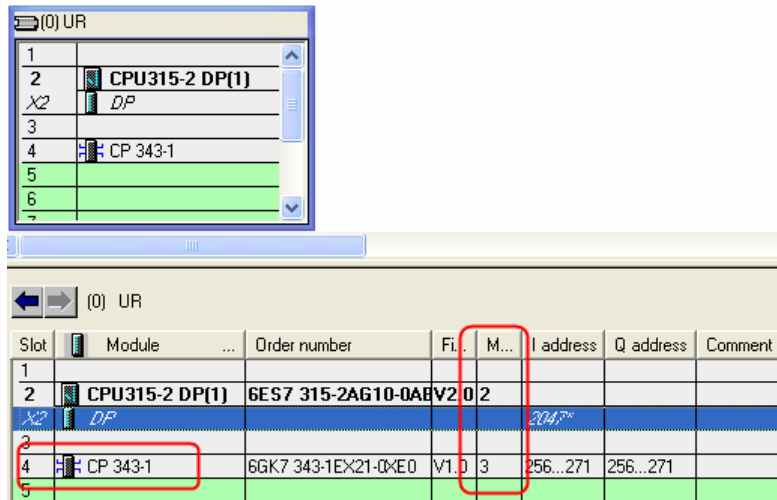 (0) UR
1
2 CPU315-2 DP(1)
X2 DP
3
4 CP 343-1
5
6
7
(0) UR
Slot Module ... Order number Fi... M... I address Q address Comment
1
2 CPU315-2 DP(1) 6ES7 315-2AG10-0AB V2.0 2
X2 DP 2047*
3
4 CP 343-1 6GK7 343-1EX21-0XE0 V1.0 3 256...271 256...271
5